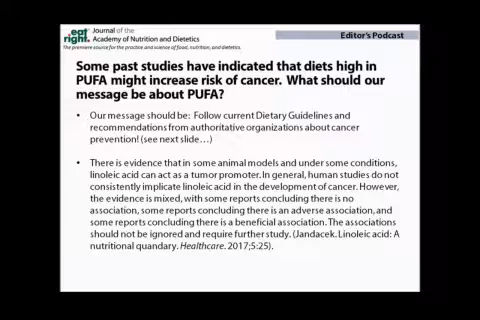 eat
right.
Journal of the
Academy of Nutrition and Dietetics
The premiere source for the practice and science of food, nutrition, and dietetics.
Editor's Podcast
Some past studies have indicated that diets high in
PUFA might increase risk of cancer. What should our
message be about PUFA?
• Our message should be: Follow current Dietary Guidelines and
recommendations from authoritative organizations about cancer
prevention! (see next slide…)
• There is evidence that in some animal models and under some conditions,
linoleic acid can act as a tumor promoter. In general, human studies do not
consistently implicate linoleic acid in the development of cancer. However,
the evidence is mixed, with some reports concluding there is no
association, some reports concluding there is an adverse association, and
some reports concluding there is a beneficial association. The associations
should not be ignored and require further study. (Jandacek. Linoleic acid: A
nutritional quandary. Healthcare. 2017;5:25).